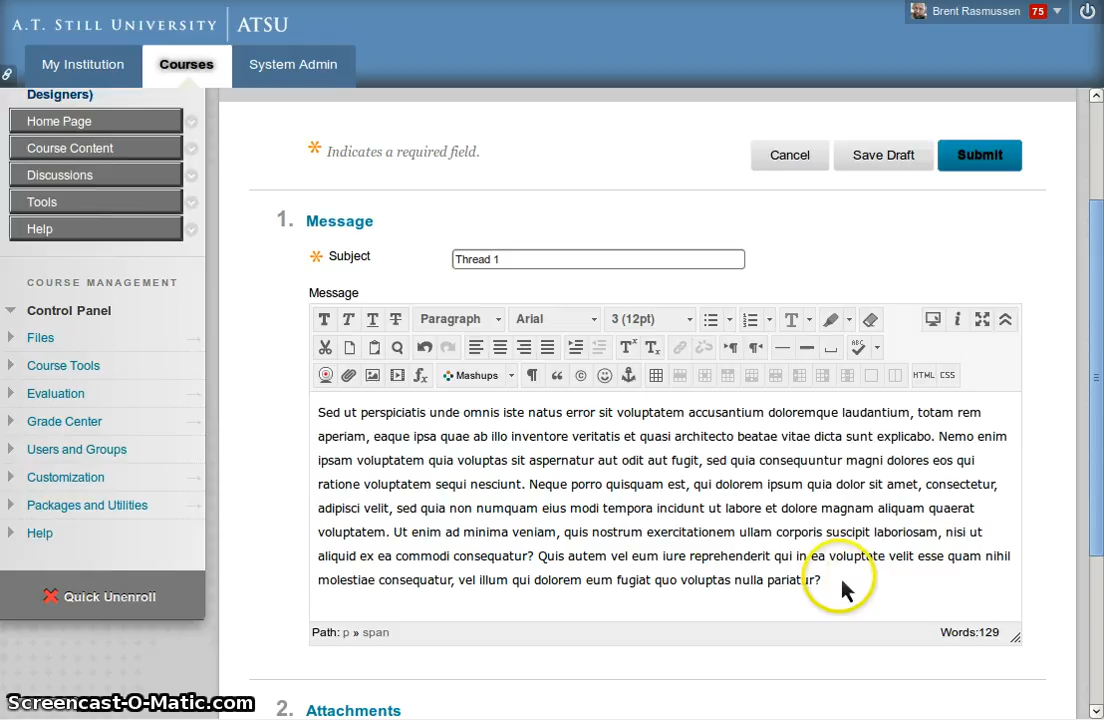 A.T. STILL UNIVERSITY ATSU
Brent Rasmussen 75
My Institution Courses System Admin
Designers)
Home Page
Course Content
Discussions
Tools
Help
COURSE MANAGEMENT
Control Panel
Files
Course Tools
Evaluation
Grade Center
Users and Groups
Customization
Packages and Utilities
Help
Quick Unenroll
Indicates a required field.
Cancel Save Draft Submit
1. Message
Subject Thread 1
Message
T T T T Paragraph Arial 3 (12pt)
Mashups HTML CSS
Sed ut perspiciatis unde omnis iste natus error sit voluptatem accusantium doloremque laudantium, totam rem
aperiam, eaque ipsa quae ab illo inventore veritatis et quasi architecto beatae vitae dicta sunt explicabo. Nemo enim
ipsam voluptatem quia voluptas sit aspernatur aut odit aut fugit, sed quia consequuntur magni dolores eos qui
ratione voluptatem sequi nesciunt. Neque porro quisquam est, qui dolorem ipsum quia dolor sit amet, consectetur,
adipisci velit, sed quia non numquam eius modi tempora incidunt ut labore et dolore magnam aliquam quaerat
voluptatem. Ut enim ad minima veniam, quis nostrum exercitationem ullam corporis suscipit laboriosam, nisi ut
aliquid ex ea commodi consequatur? Quis autem vel eum iure reprehenderit qui in ea voluptate velit esse quam nihil
molestiae consequatur, vel illum qui dolorem eum fugiat quo voluptas nulla pariatur?
Path: p » span Words:129
2. Attachments
Screencast-O-Matic.com